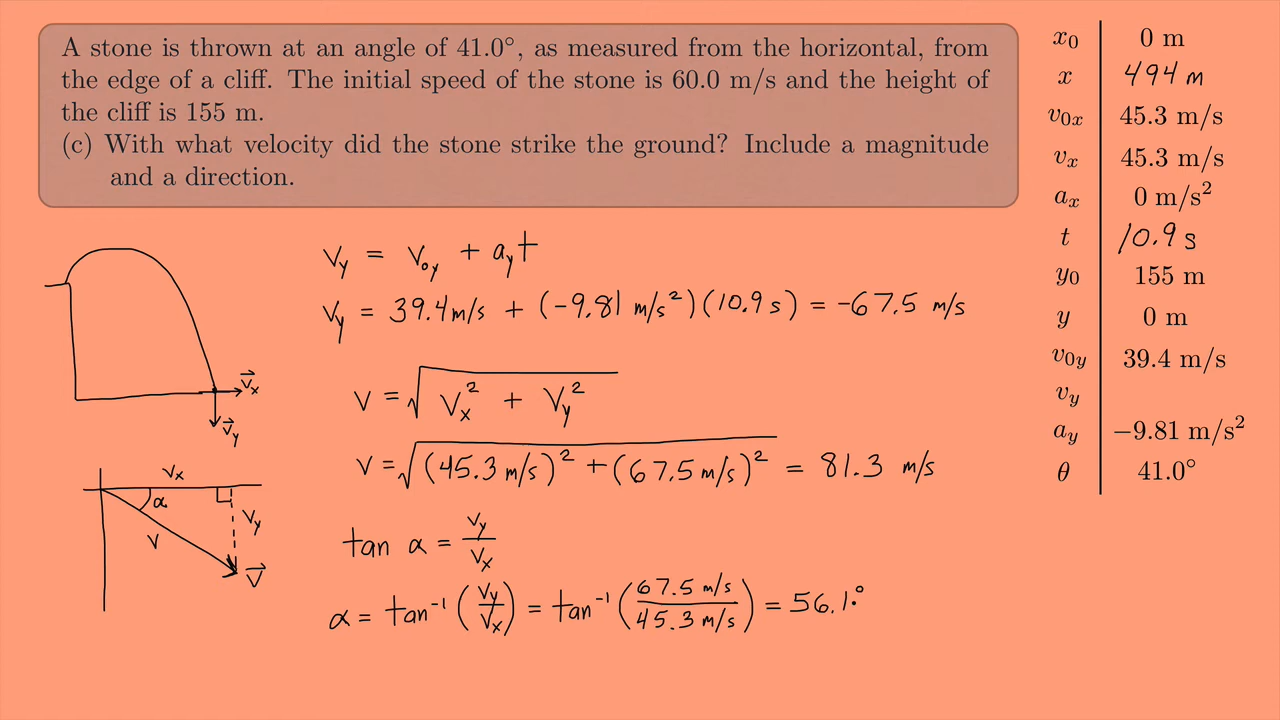 A stone is thrown at an angle of 41.0°, as measured from the horizontal, from
the edge of a cliff. The initial speed of the stone is 60.0 m/s and the height of
the cliff is 155 m.
(c) With what velocity did the stone strike the ground? Include a magnitude
and a direction.
x₀ 0 m
x 494 m
v₀ₓ 45.3 m/s
vₓ 45.3 m/s
aₓ 0 m/s²
t 10.9 s
y₀ 155 m
y 0 m
v₀y 39.4 m/s
vy
ay −9.81 m/s²
θ 41.0°
v⃗ₓ
v⃗y
vₓ
α
vy
v
v⃗
vy = v₀y + ay t
vy = 39.4 m/s + (-9.81 m/s²)(10.9 s) = -67.5 m/s
v = √(vₓ² + vy²)
v = √((45.3 m/s)² + (67.5 m/s)²) = 81.3 m/s
tan α = vy/vₓ
α = tan⁻¹(vy/vₓ) = tan⁻¹(67.5 m/s / 45.3 m/s) = 56.1°